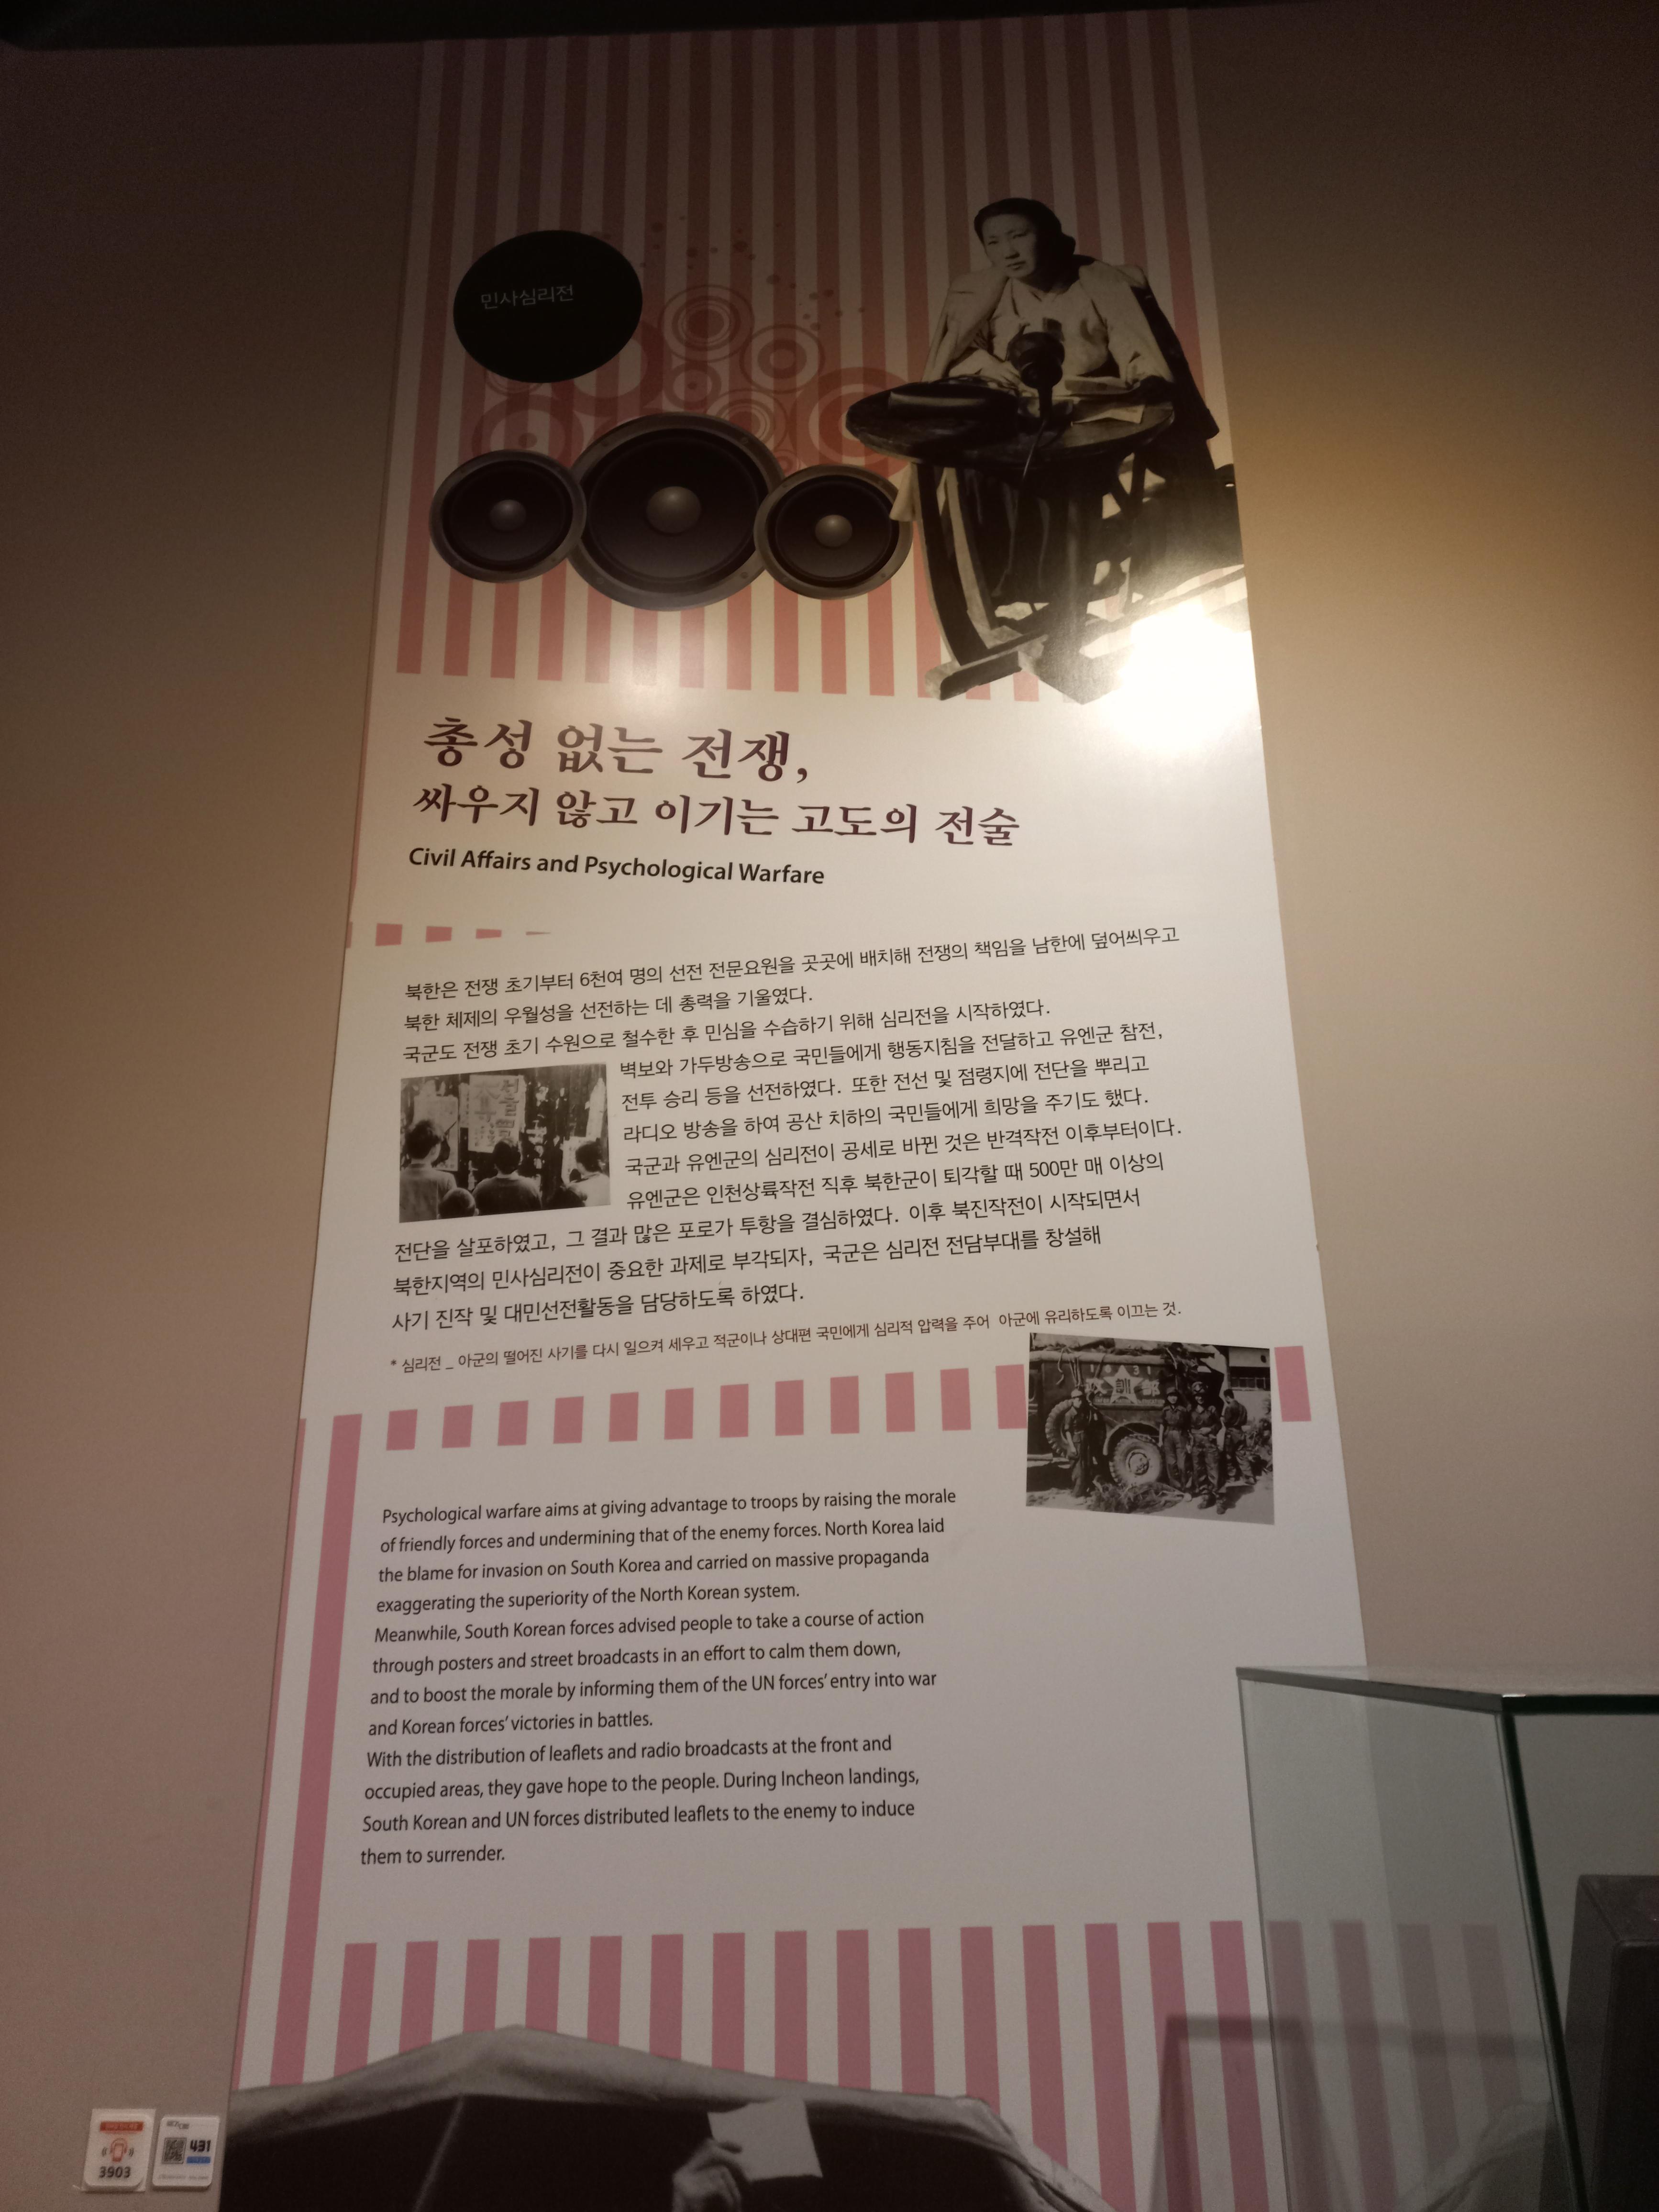 민사심리전
총성 없는 전쟁,
싸우지 않고 이기는 고도의 전술
Civil Affairs and Psychological Warfare
북한은 전쟁 초기부터 6천여 명의 선전 전문요원을 곳곳에 배치해 전쟁의 책임을 남한에 덮어씌우고
북한 체제의 우월성을 선전하는 데 총력을 기울였다.
국군도 전쟁 초기 수원으로 철수한 후 민심을 수습하기 위해 심리전을 시작하였다.
벽보와 가두방송으로 국민들에게 행동지침을 전달하고 유엔군 참전,
전투 승리 등을 선전하였다. 또한 전선 및 점령지에 전단을 뿌리고
라디오 방송을 하여 공산 치하의 국민들에게 희망을 주기도 했다.
국군과 유엔군의 심리전이 공세로 바뀐 것은 반격작전 이후부터이다.
유엔군은 인천상륙작전 직후 북한군이 퇴각할 때 500만 매 이상의
전단을 살포하였고, 그 결과 많은 포로가 투항을 결심하였다. 이후 북진작전이 시작되면서
북한지역의 민사심리전이 중요한 과제로 부각되자, 국군은 심리전 전담부대를 창설해
사기 진작 및 대민선전활동을 담당하도록 하였다.
* 심리전 _ 아군의 떨어진 사기를 다시 일으켜 세우고 적군이나 상대편 국민에게 심리적 압력을 주어 아군에 유리하도록 이끄는 것.
Psychological warfare aims at giving advantage to troops by raising the morale
of friendly forces and undermining that of the enemy forces. North Korea laid
the blame for invasion on South Korea and carried on massive propaganda
exaggerating the superiority of the North Korean system.
Meanwhile, South Korean forces advised people to take a course of action
through posters and street broadcasts in an effort to calm them down,
and to boost the morale by informing them of the UN forces' entry into war
and Korean forces' victories in battles.
With the distribution of leaflets and radio broadcasts at the front and
occupied areas, they gave hope to the people. During Incheon landings,
South Korean and UN forces distributed leaflets to the enemy to induce
them to surrender.
3903
431